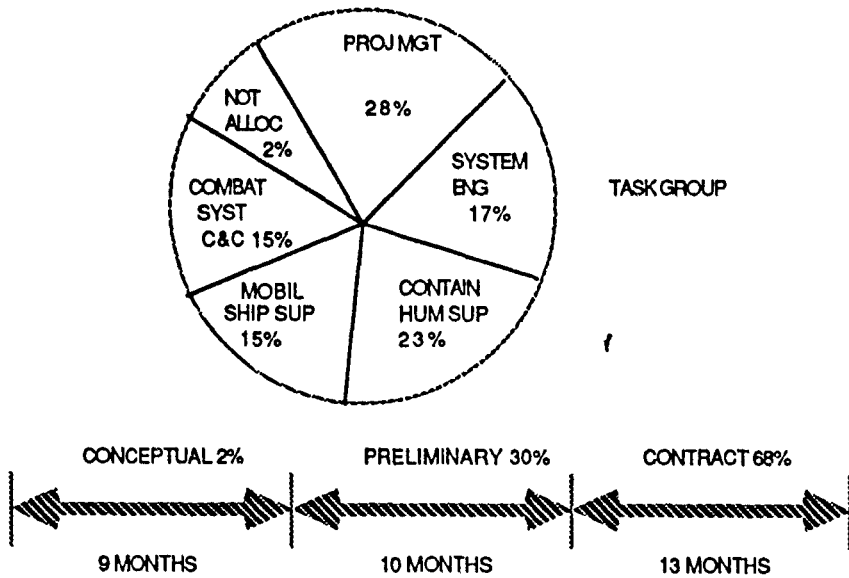 PROJ MGT
28%
NOT
ALLOC
2%
SYSTEM
ENG
17%
TASK GROUP
COMBAT
SYST
C&C 15%
MOBIL
SHIP SUP
15%
CONTAIN
HUM SUP
23%
CONCEPTUAL 2%
PRELIMINARY 30%
CONTRACT 68%
9 MONTHS
10 MONTHS
13 MONTHS